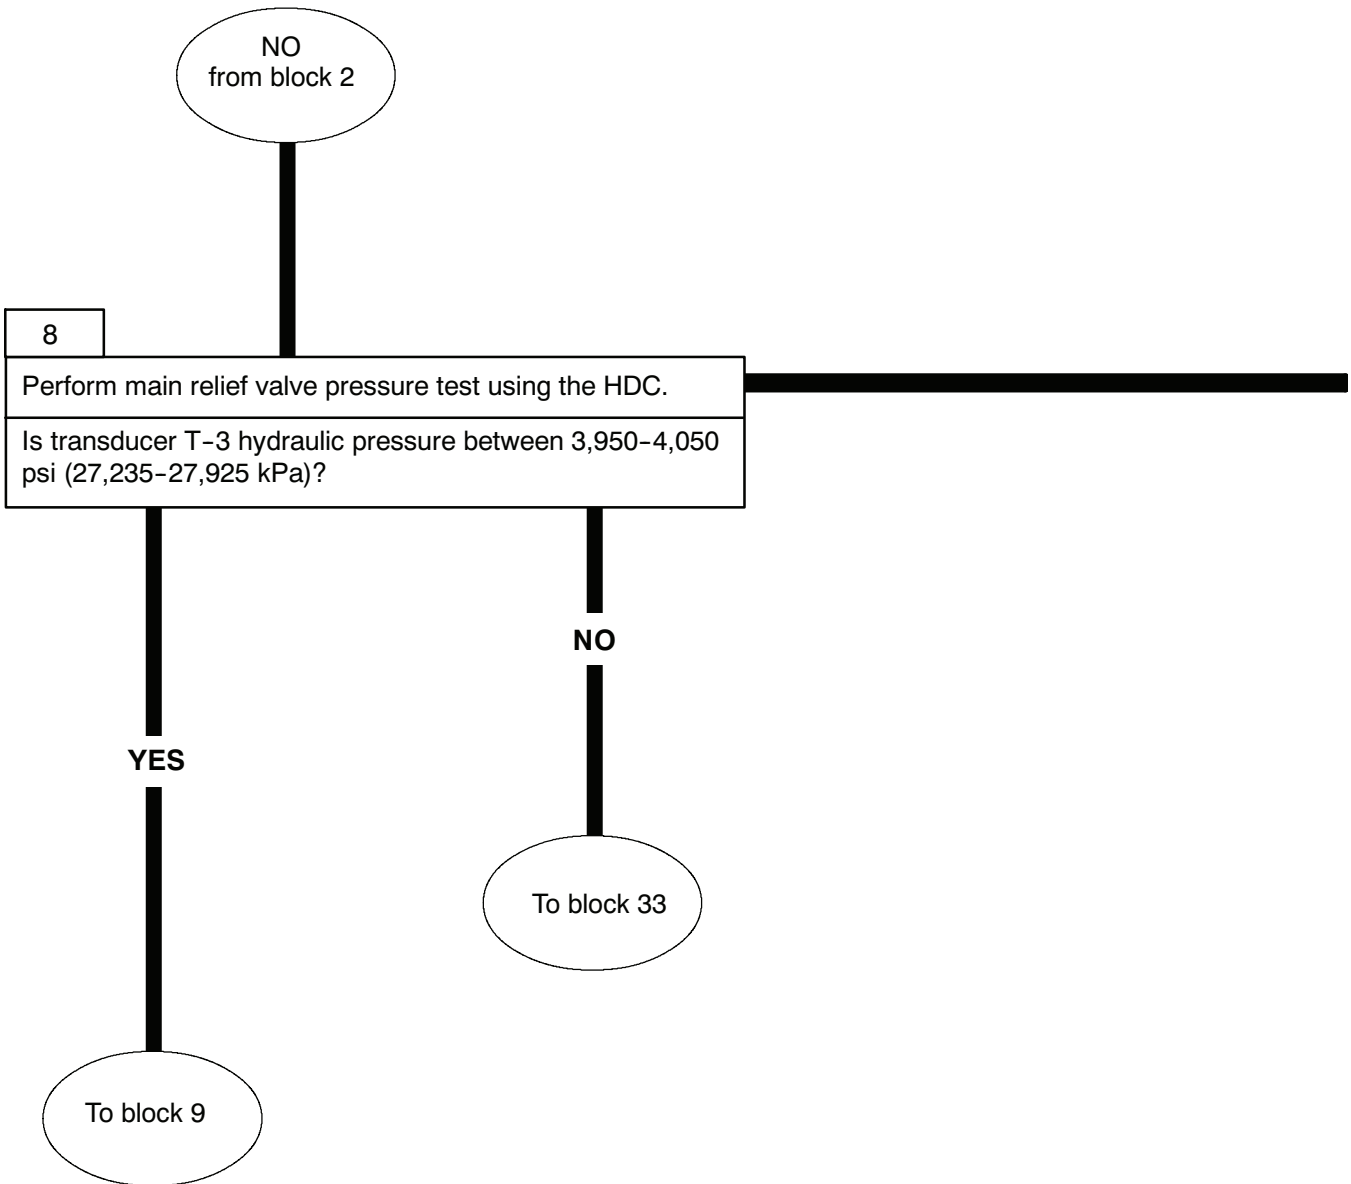 NO
from block 2
8
Perform main relief valve pressure test using the HDC.
Is transducer T-3 hydraulic pressure between 3,950-4,050
psi (27,235-27,925 kPa)?
NO
YES
To block 33
To block 9